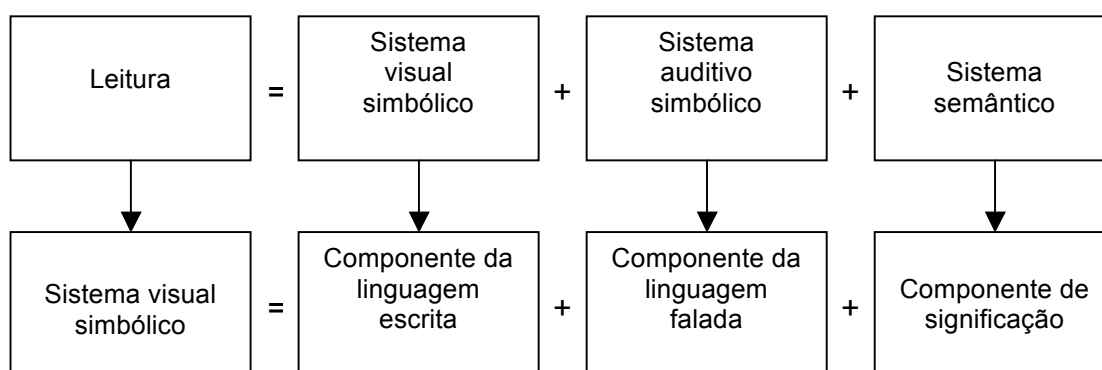 Leitura
=
Sistema
visual
simbólico
+
Sistema
auditivo
simbólico
+
Sistema
semântico
Sistema visual
simbólico
=
Componente da
linguagem
escrita
+
Componente da
linguagem
falada
+
Componente de
significação